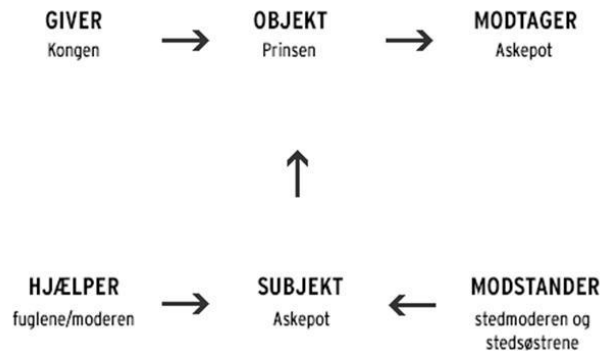 GIVER
Kongen
OBJEKT
Prinsen
MODTAGER
Askepot
HJÆLPER
fuglene/moderen
SUBJEKT
Askepot
MODSTANDER
stedmoderen og
stedsøstrene